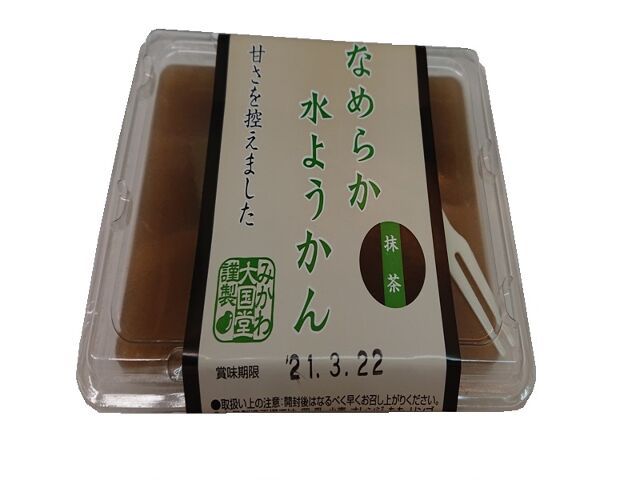 なめらか
水ようかん
甘さを控えました
抹茶
みかわ
大国堂
謹製
賞味期限 '21.3.22
●取扱い上の注意:開封後はなるべく早くお召し上がりください。